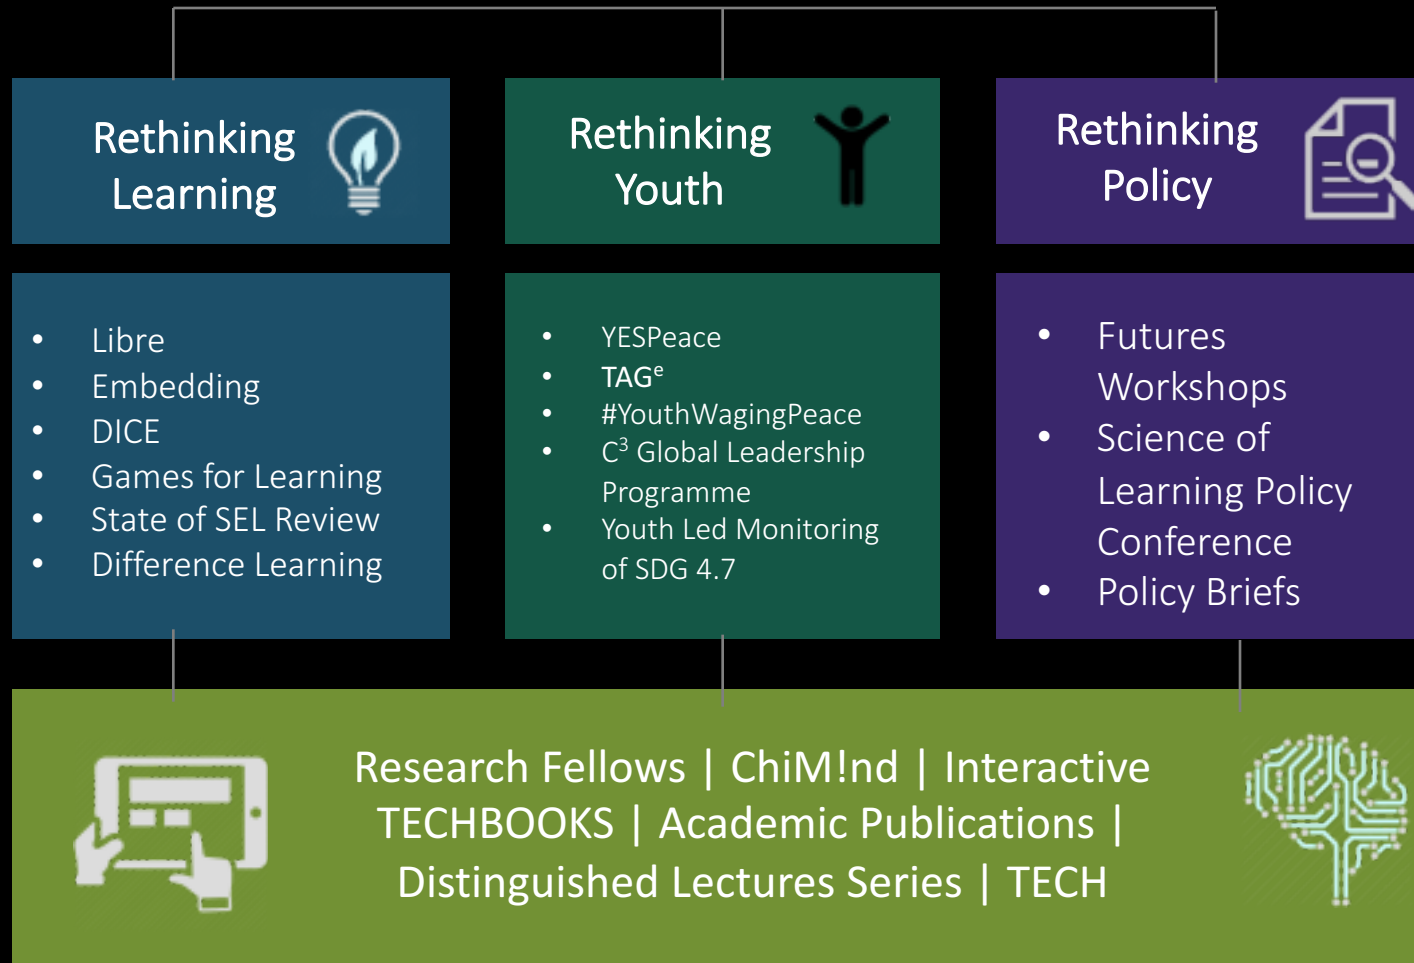 Rethinking
Learning
Rethinking
Youth
Rethinking
Policy
• Libre
• Embedding
• DICE
• Games for Learning
• State of SEL Review
• Difference Learning
• YESPeace
• TAGᵉ
• #YouthWagingPeace
• C³ Global Leadership
Programme
• Youth Led Monitoring
of SDG 4.7
• Futures
Workshops
• Science of
Learning Policy
Conference
• Policy Briefs
Research Fellows | ChiM!nd | Interactive
TECHBOOKS | Academic Publications |
Distinguished Lectures Series | TECH